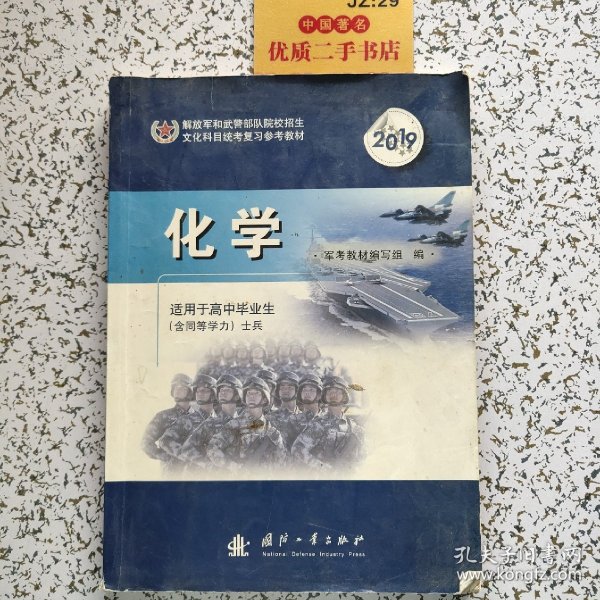 JZ:29
中国著名
优质二手书店
解放军和武警部队院校招生
文化科目统考复习参考教材
2019
化学
·军考教材编写组 编·
适用于高中毕业生
(含同等学力)士兵
国防工业出版社
National Defense Industry Press
孔夫子旧书网
www.kongfz.com